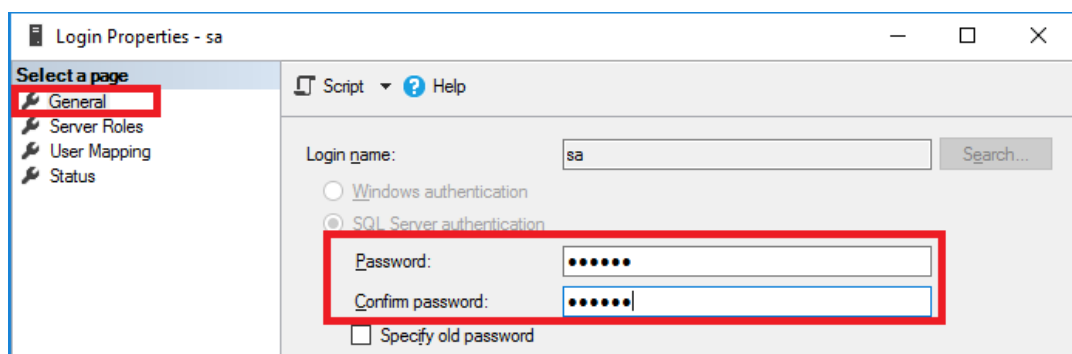 Login Properties - sa
Select a page
General
Server Roles
User Mapping
Status
Script Help
Login name: sa Search...
Windows authentication
SQL Server authentication
Password: ••••••
Confirm password: ••••••
Specify old password